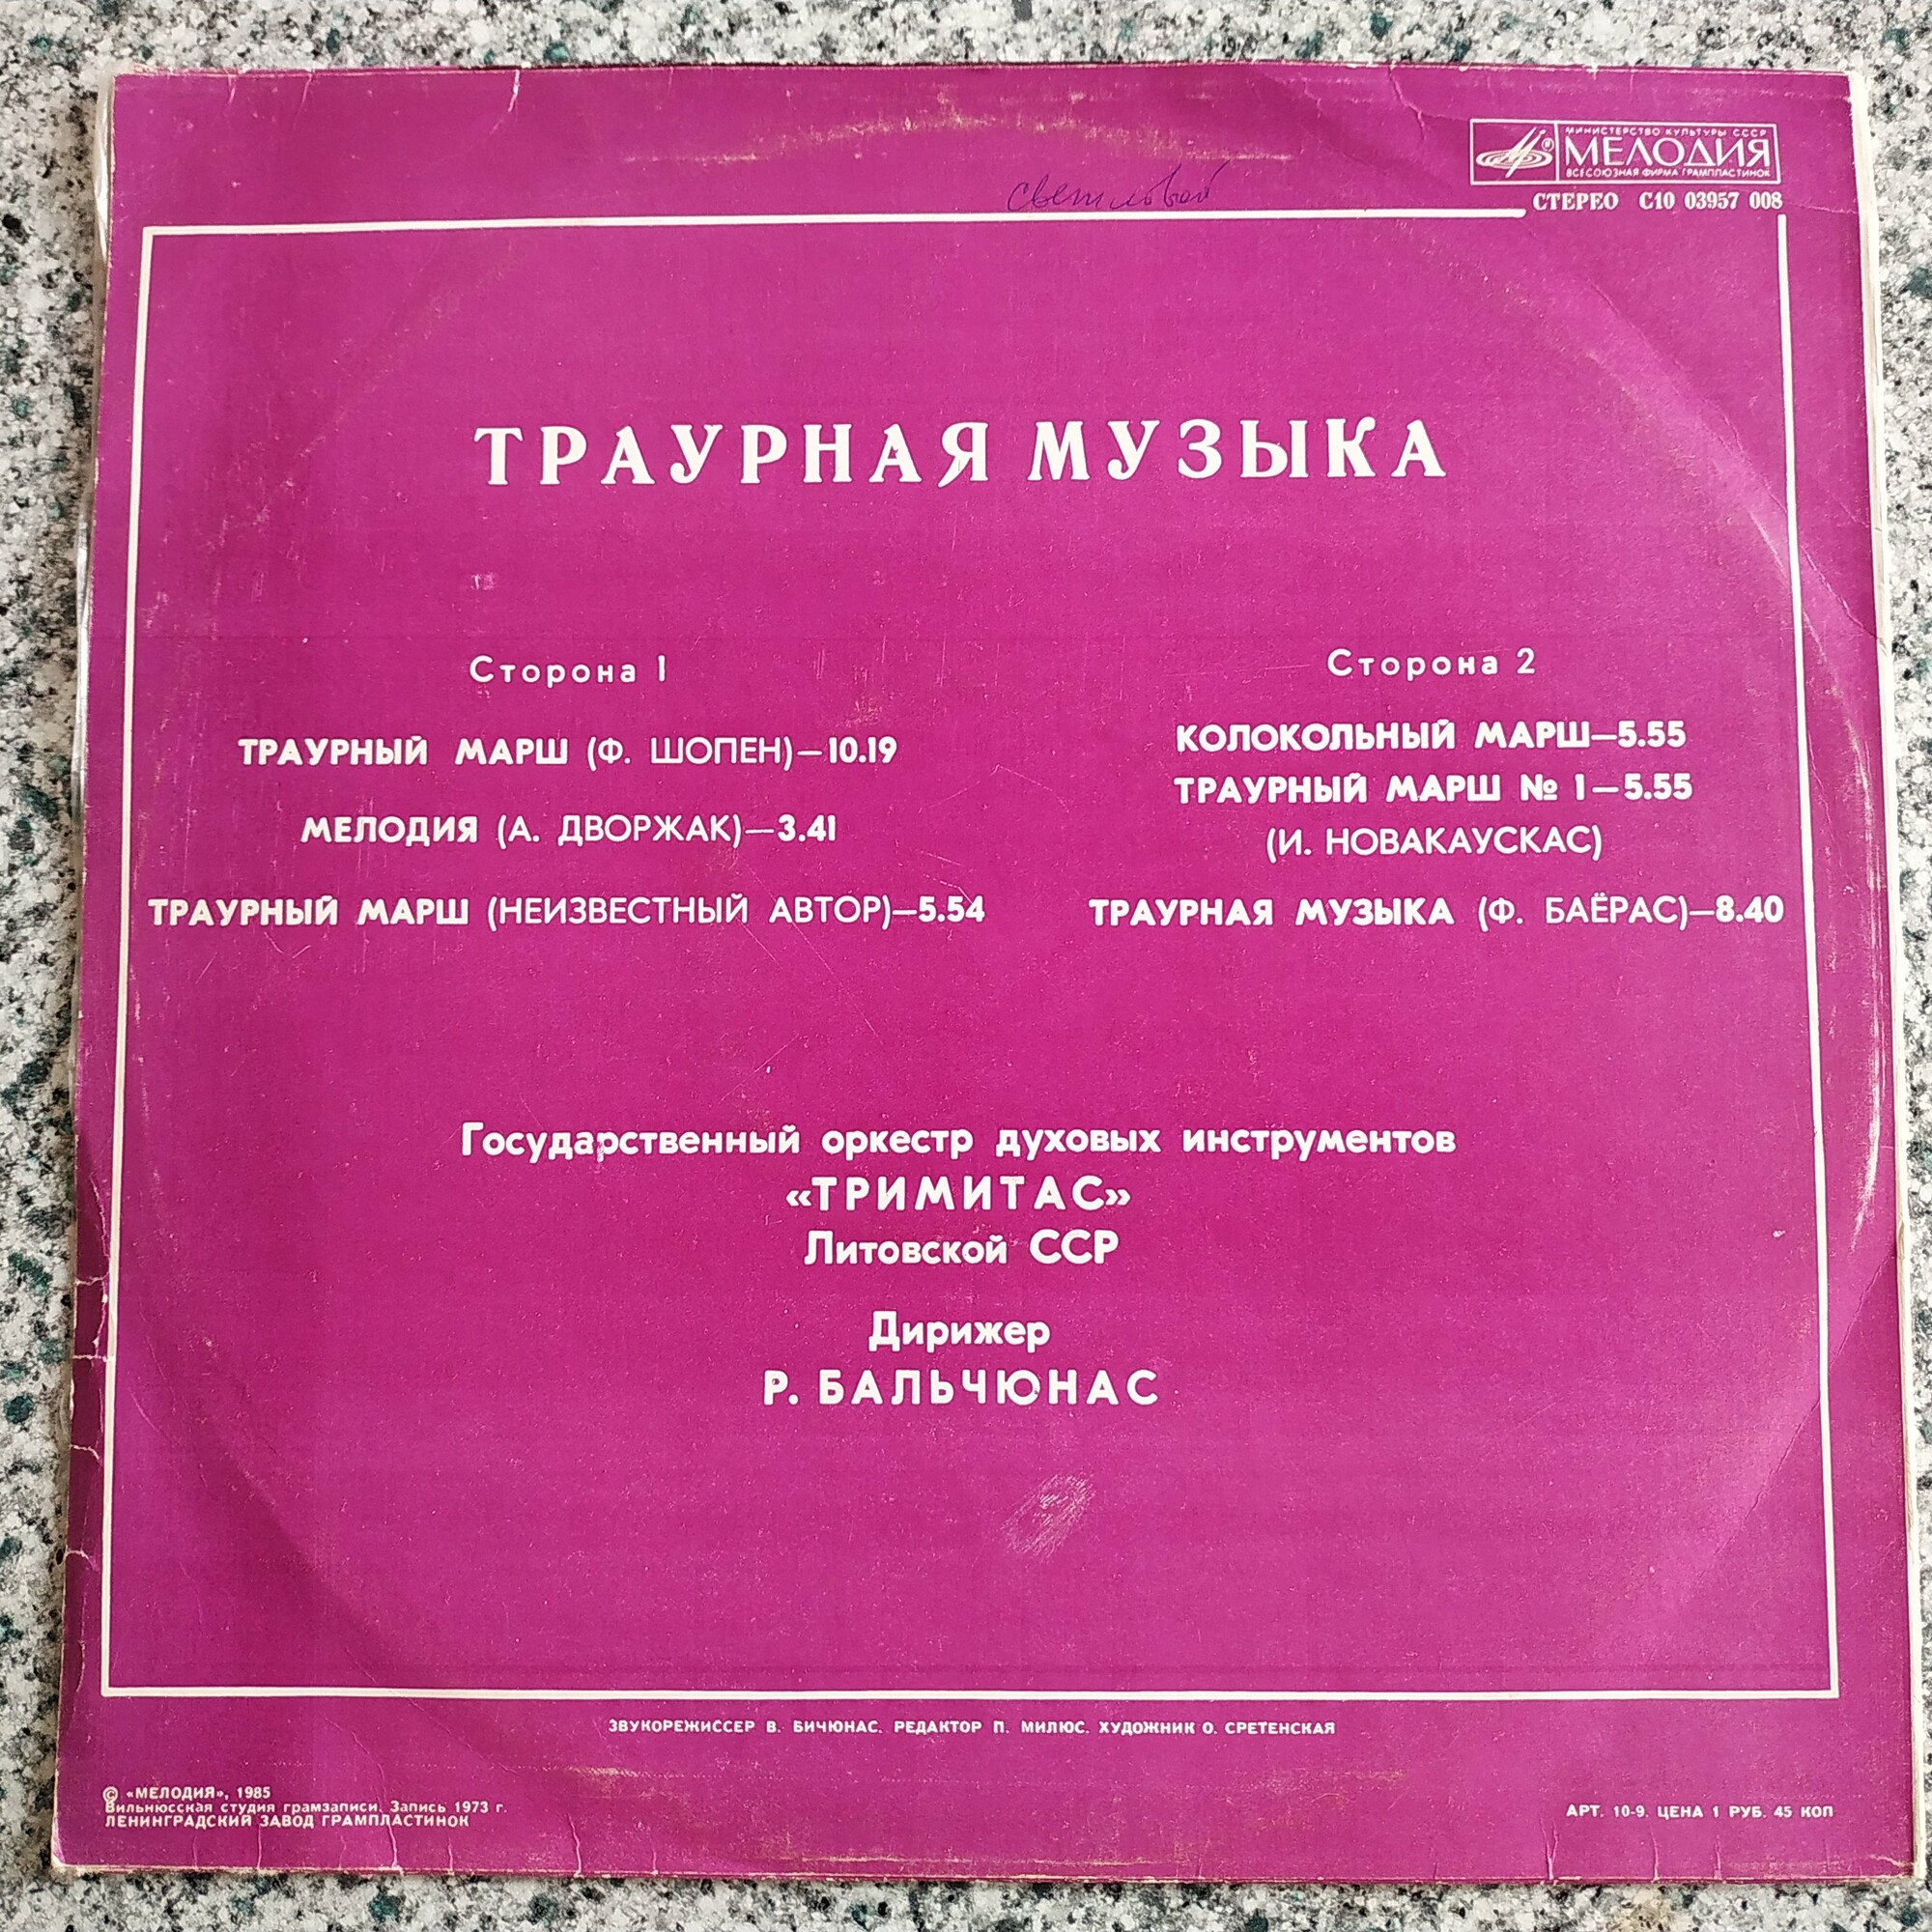 МИНИСТЕРСТВО КУЛЬТУРЫ СССР
МЕЛОДИЯ
ВСЕСОЮЗНАЯ ФИРМА ГРАМПЛАСТИНОК
СТЕРЕО С10 03957 008
ТРАУРНАЯ МУЗЫКА
Сторона 1
ТРАУРНЫЙ МАРШ (Ф. ШОПЕН)—10.19
МЕЛОДИЯ (А. ДВОРЖАК)—3.41
ТРАУРНЫЙ МАРШ (НЕИЗВЕСТНЫЙ АВТОР)—5.54
Сторона 2
КОЛОКОЛЬНЫЙ МАРШ—5.55
ТРАУРНЫЙ МАРШ № 1—5.55
(И. НОВАКАУСКАС)
ТРАУРНАЯ МУЗЫКА (Ф. БАЁРАС)—8.40
Государственный оркестр духовых инструментов
«ТРИМИТАС»
Литовской ССР
Дирижер
Р. БАЛЬЧЮНАС
ЗВУКОРЕЖИССЕР В. БИЧЮНАС. РЕДАКТОР П. МИЛЮС. ХУДОЖНИК О. СРЕТЕНСКАЯ
© «МЕЛОДИЯ», 1985
Вильнюсская студия грамзаписи. Запись 1973 г.
ЛЕНИНГРАДСКИЙ ЗАВОД ГРАМПЛАСТИНОК
АРТ. 10-9. ЦЕНА 1 РУБ. 45 КОП